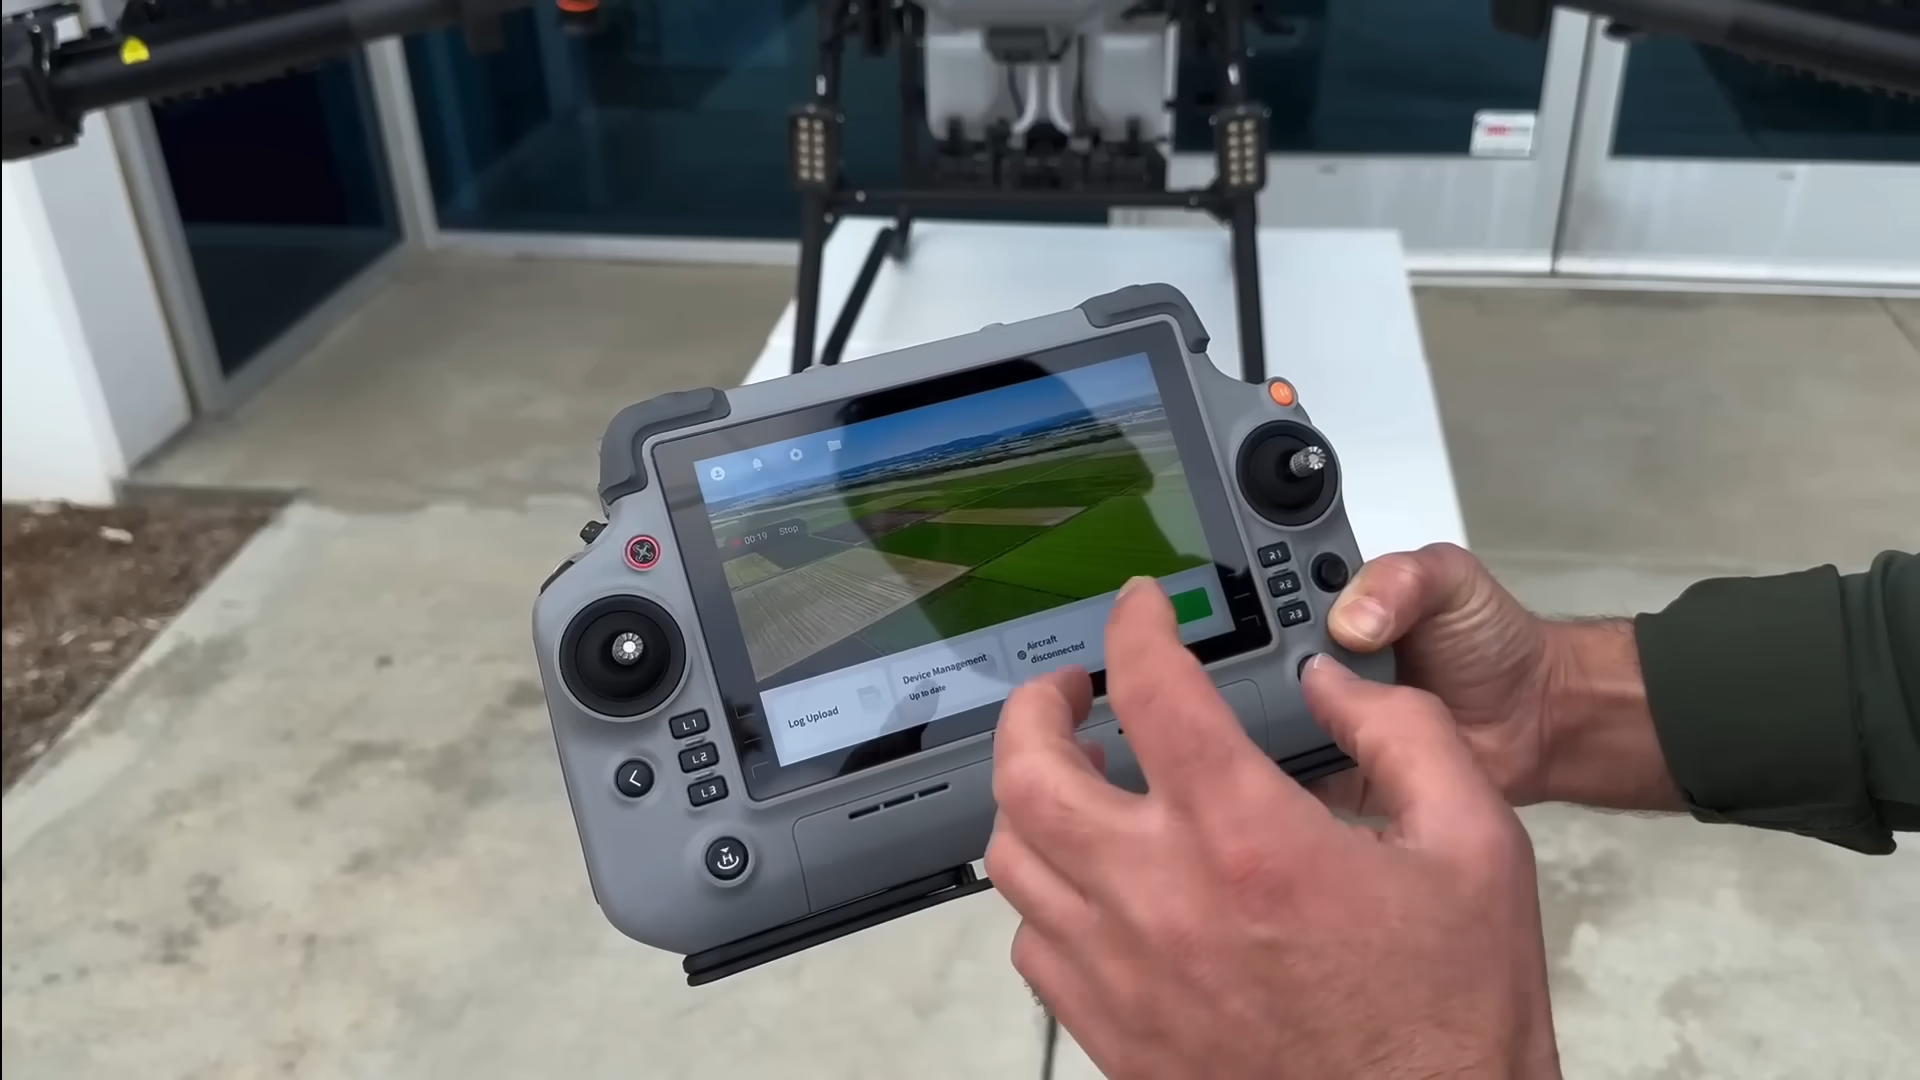 00:19 Stop
Log Upload
Device Management
Up to date
Aircraft
disconnected
L1
L2
L3
R1
R2
R3
H